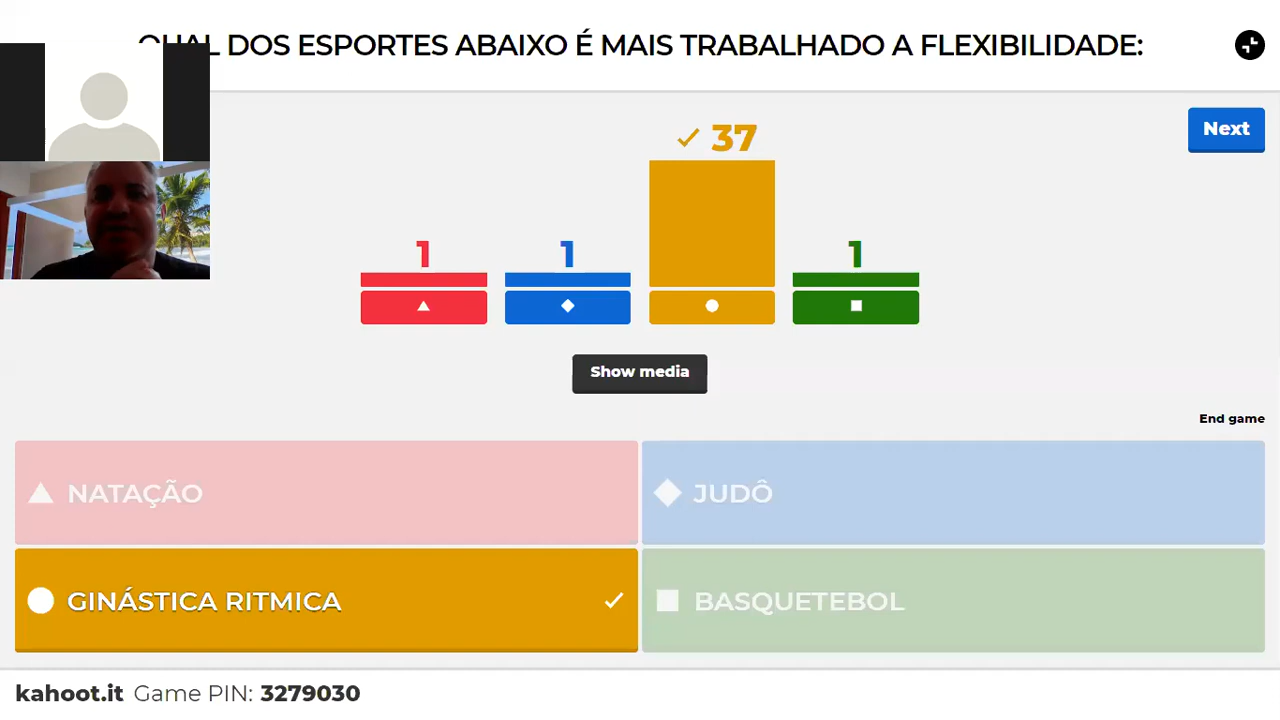 QUAL DOS ESPORTES ABAIXO É MAIS TRABALHADO A FLEXIBILIDADE:
Next
37
1
1
1
Show media
End game
NATAÇÃO
JUDÔ
GINÁSTICA RITMICA
BASQUETEBOL
kahoot.it Game PIN: 3279030